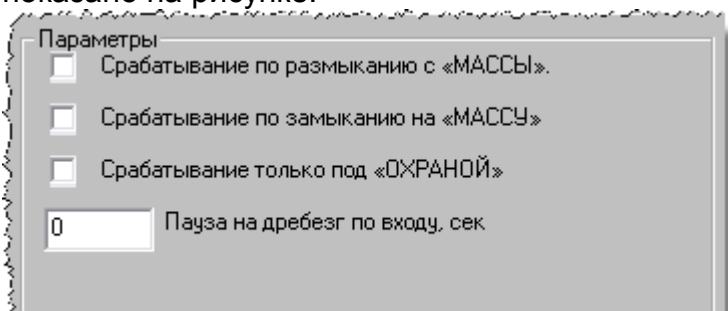 показано на рисунке.
Параметры
Срабатывание по размыканию с «МАССЫ».
Срабатывание по замыканию на «МАССУ»
Срабатывание только под «ОХРАНОЙ»
0 Пауза на дребезг по входу, сек